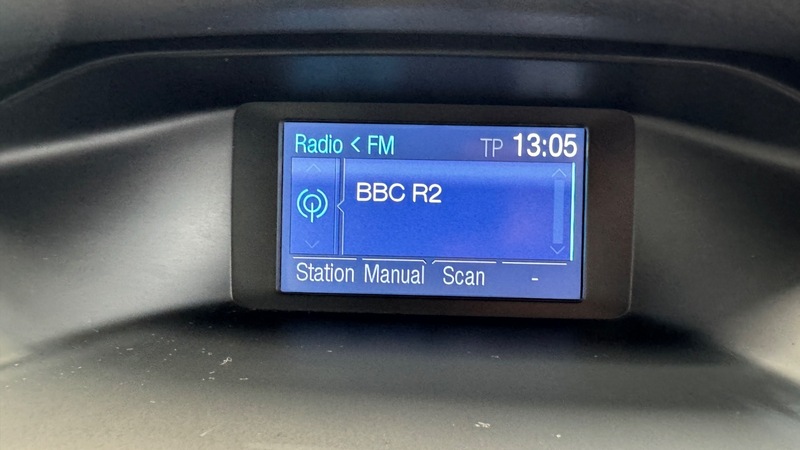 Radio < FM TP 13:05
BBC R2
Station Manual Scan -